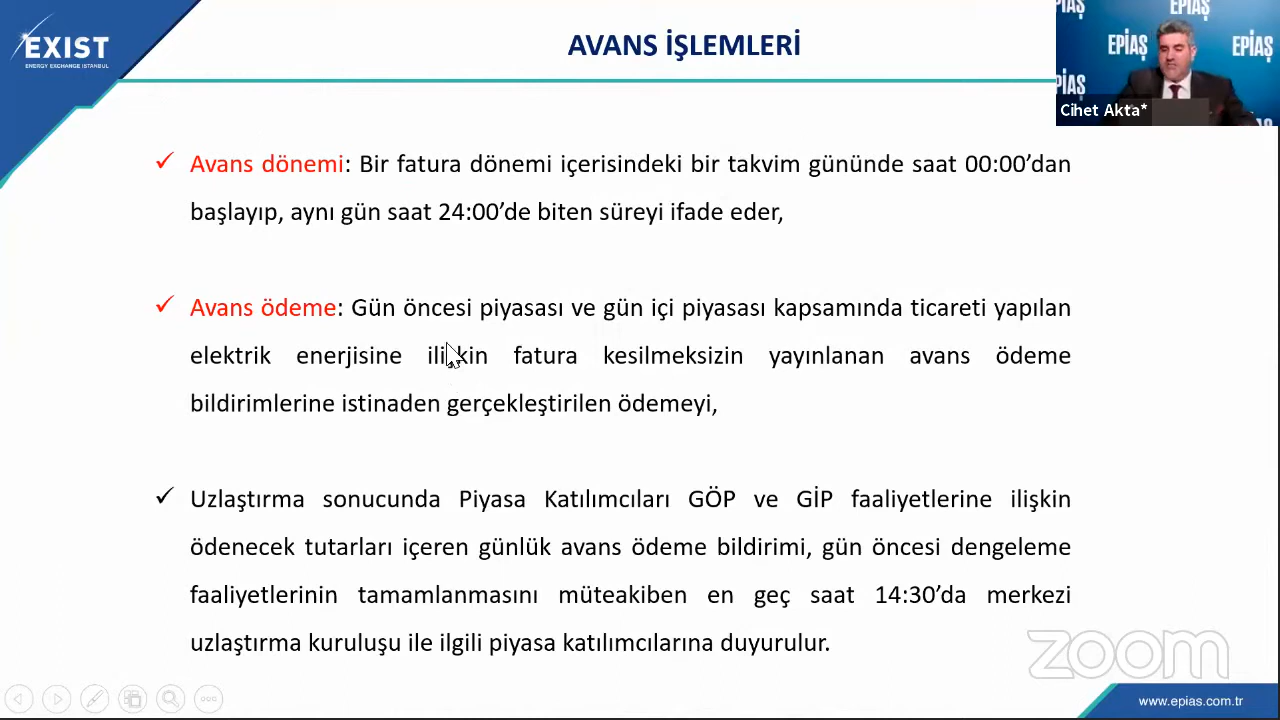 EXIST
ENERGY EXCHANGE ISTANBUL
AVANS İŞLEMLERİ
EPİAŞ
EPİAŞ
EPİAŞ
Cihet Akta*
✓ Avans dönemi: Bir fatura dönemi içerisindeki bir takvim gününde saat 00:00’dan
başlayıp, aynı gün saat 24:00’de biten süreyi ifade eder,
✓ Avans ödeme: Gün öncesi piyasası ve gün içi piyasası kapsamında ticareti yapılan
elektrik enerjisine ilişkin fatura kesilmeksizin yayınlanan avans ödeme
bildirimlerine istinaden gerçekleştirilen ödemeyi,
✓ Uzlaştırma sonucunda Piyasa Katılımcıları GÖP ve GİP faaliyetlerine ilişkin
ödenecek tutarları içeren günlük avans ödeme bildirimi, gün öncesi dengeleme
faaliyetlerinin tamamlanmasını müteakiben en geç saat 14:30’da merkezi
uzlaştırma kuruluşu ile ilgili piyasa katılımcılarına duyurulur.
zoom
www.epias.com.tr